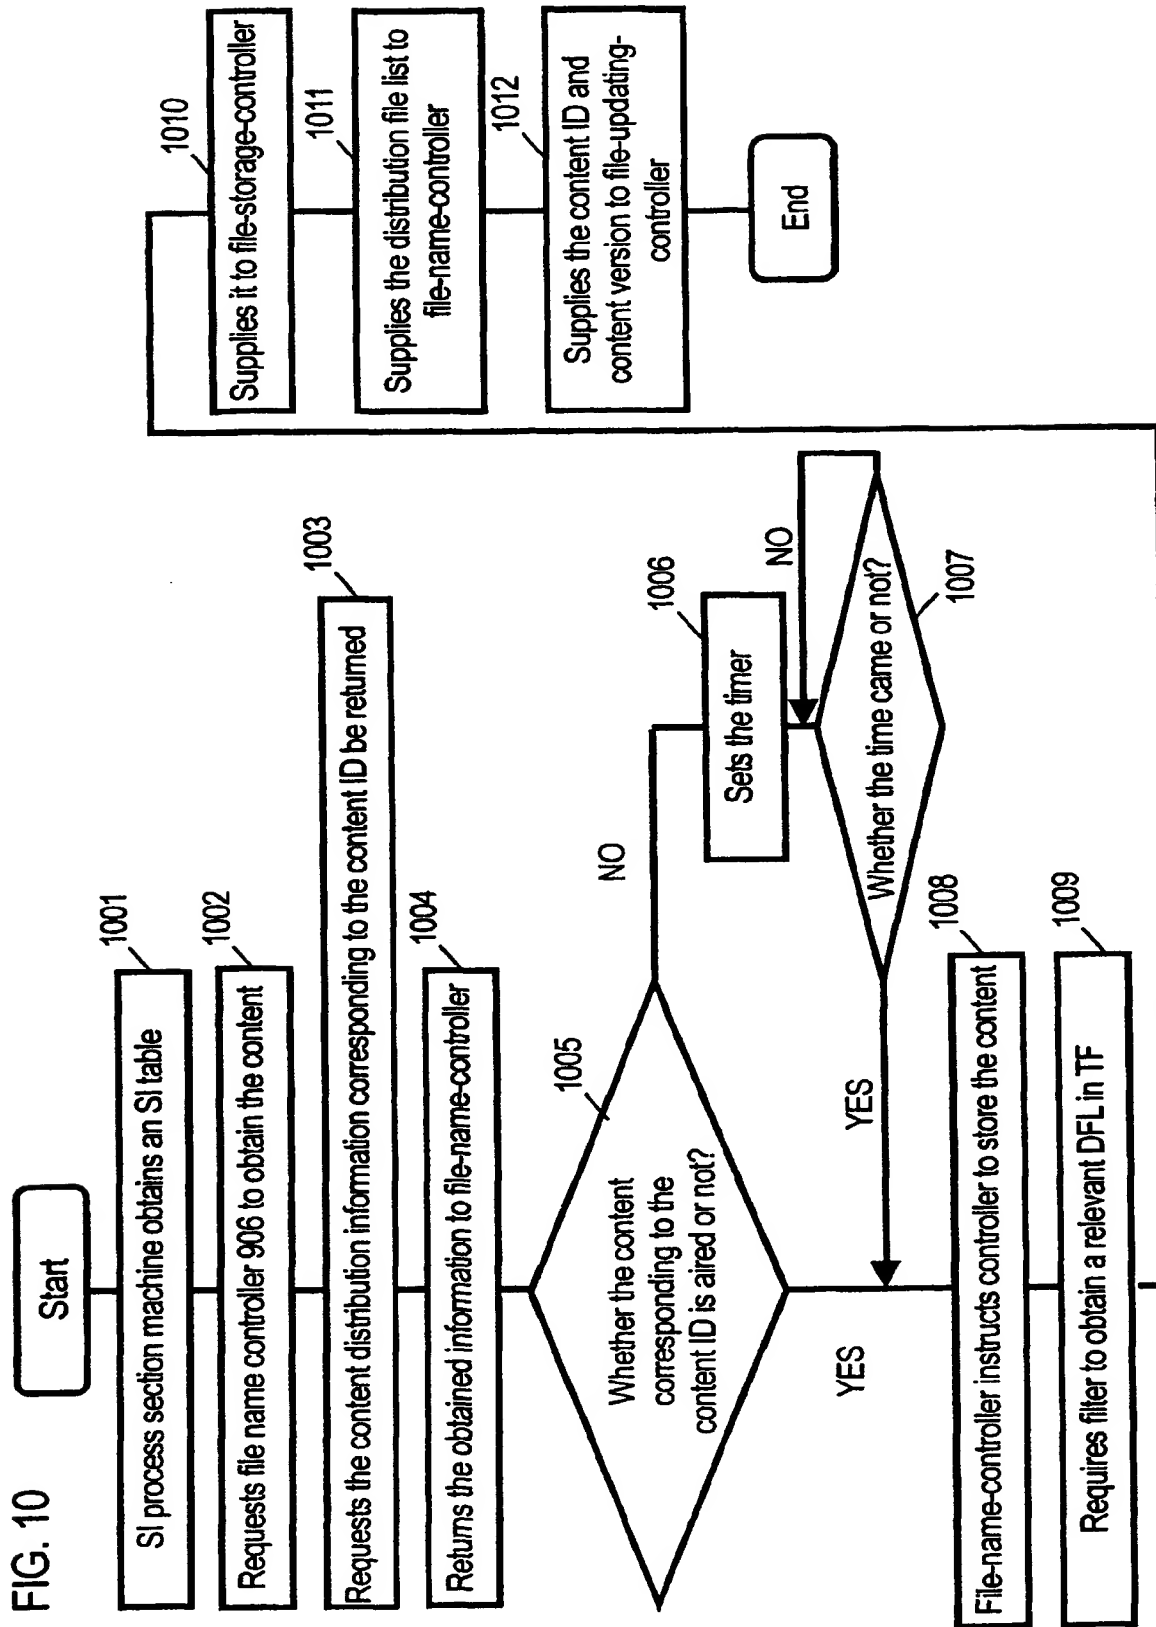 FIG. 10
Start
1001
SI process section machine obtains an SI table
1002
Requests file name controller 906 to obtain the content
1003
Requests the content distribution information corresponding to the content ID be returned
1004
Returns the obtained information to file-name-controller
1005
Whether the content
corresponding to the
content ID is aired or not?
NO
YES
1006
Sets the timer
NO
Whether the time came or not?
1007
YES
1008
File-name-controller instructs controller to store the content
1009
Requires filter to obtain a relevant DFL in TF
1010
Supplies it to file-storage-controller
1011
Supplies the distribution file list to
file-name-controller
1012
Supplies the content ID and
content version to file-updating-
controller
End